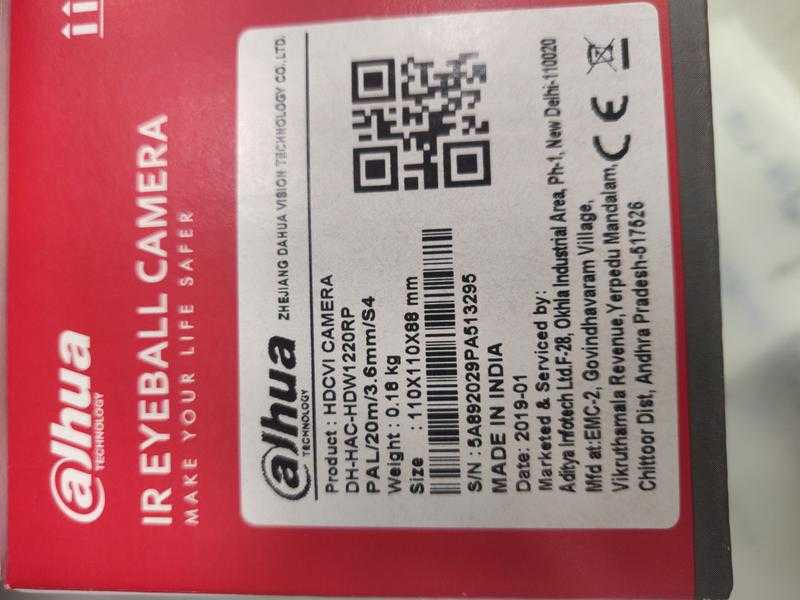 alhua
TECHNOLOGY
IR EYEBALL CAMERA
MAKE YOUR LIFE SAFER
alhua
TECHNOLOGY
ZHEJIANG DAHUA VISION TECHNOLOGY CO.,LTD.
Product : HDCVI CAMERA
DH-HAC-HDW1220RP
PAL/20m/3.6mm/S4
Weight : 0.18 kg
Size : 110X110X88 mm
S/N : 5A892029PA513295
MADE IN INDIA
Date: 2019-01
Marketed & Serviced by:
Aditya Infotech Ltd.F-28, Okhla Industrial Area, Ph-1, New Delhi-110020
Mfd at:EMC-2, Govindhavaram Village,
Vikruthamala Revenue,Yerpedu Mandalam,
Chittoor Dist, Andhra Pradesh-517526
CE